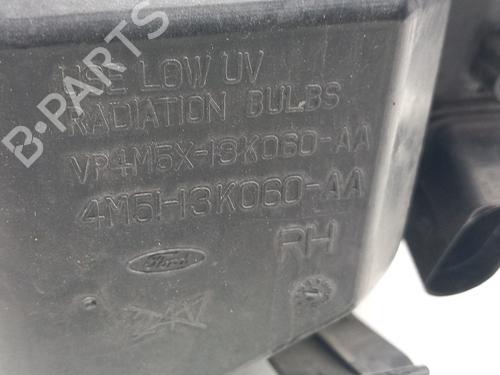 B-PARTS
USE LOW UV
RADIATION BULBS
VP4M5X-13K060-AA
4M51-13K060-AA
RH
Ford